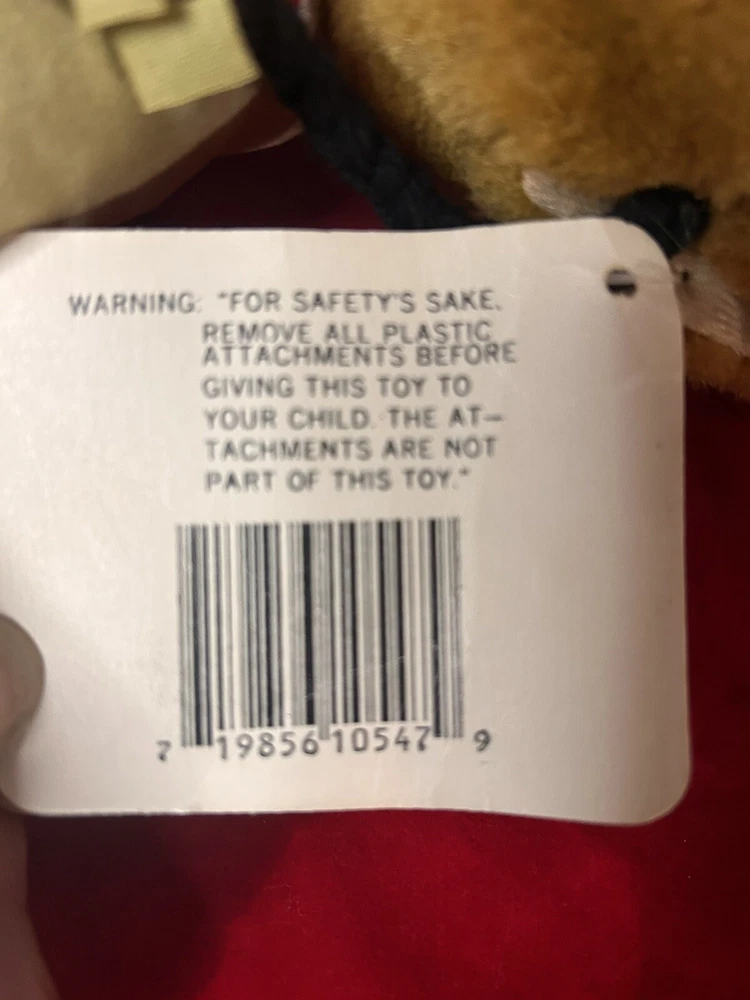 WARNING: "FOR SAFETY'S SAKE,
REMOVE ALL PLASTIC
ATTACHMENTS BEFORE
GIVING THIS TOY TO
YOUR CHILD. THE AT-
TACHMENTS ARE NOT
PART OF THIS TOY."
7 19856 10547 9